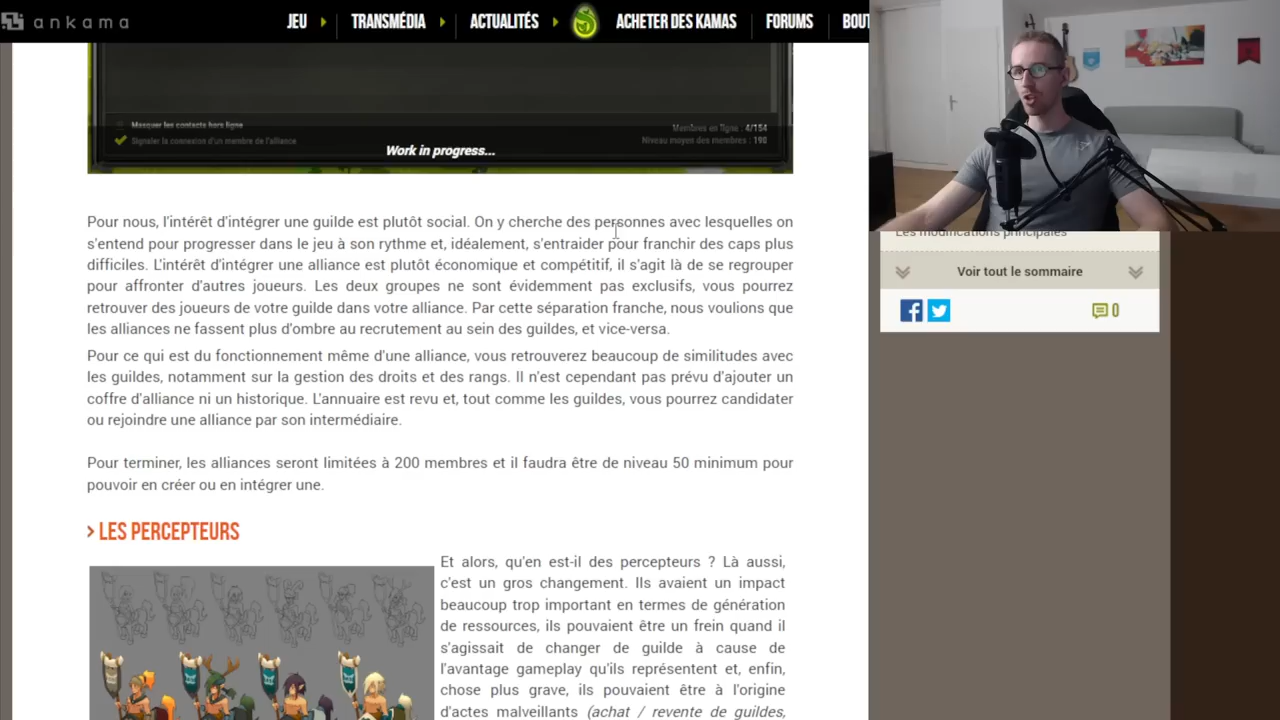 ankama
JEU
TRANSMÉDIA
ACTUALITÉS
ACHETER DES KAMAS
FORUMS
BOUT
Masquer les contacts hors ligne
Signaler la connexion d'un membre de l'alliance
Membres en ligne : 4/154
Niveau moyen des membres : 190
Work in progress...
Pour nous, l'intérêt d'intégrer une guilde est plutôt social. On y cherche des personnes avec lesquelles on
s'entend pour progresser dans le jeu à son rythme et, idéalement, s'entraider pour franchir des caps plus
difficiles. L'intérêt d'intégrer une alliance est plutôt économique et compétitif, il s'agit là de se regrouper
pour affronter d'autres joueurs. Les deux groupes ne sont évidemment pas exclusifs, vous pourrez
retrouver des joueurs de votre guilde dans votre alliance. Par cette séparation franche, nous voulions que
les alliances ne fassent plus d'ombre au recrutement au sein des guildes, et vice-versa.
Pour ce qui est du fonctionnement même d'une alliance, vous retrouverez beaucoup de similitudes avec
les guildes, notamment sur la gestion des droits et des rangs. Il n'est cependant pas prévu d'ajouter un
coffre d'alliance ni un historique. L'annuaire est revu et, tout comme les guildes, vous pourrez candidater
ou rejoindre une alliance par son intermédiaire.
Pour terminer, les alliances seront limitées à 200 membres et il faudra être de niveau 50 minimum pour
pouvoir en créer ou en intégrer une.
> LES PERCEPTEURS
Et alors, qu'en est-il des percepteurs ? Là aussi,
c'est un gros changement. Ils avaient un impact
beaucoup trop important en termes de génération
de ressources, ils pouvaient être un frein quand il
s'agissait de changer de guilde à cause de
l'avantage gameplay qu'ils représentent et, enfin,
chose plus grave, ils pouvaient être à l'origine
d'actes malveillants (achat / revente de guildes,
Les modifications principales
Voir tout le sommaire
0